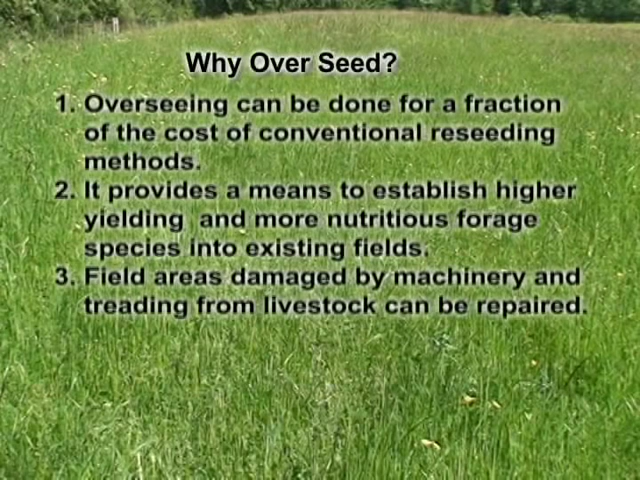 Why Over Seed?
1. Overseeing can be done for a fraction
of the cost of conventional reseeding
methods.
2. It provides a means to establish higher
yielding  and more nutritious forage
species into existing fields.
3. Field areas damaged by machinery and
treading from livestock can be repaired.